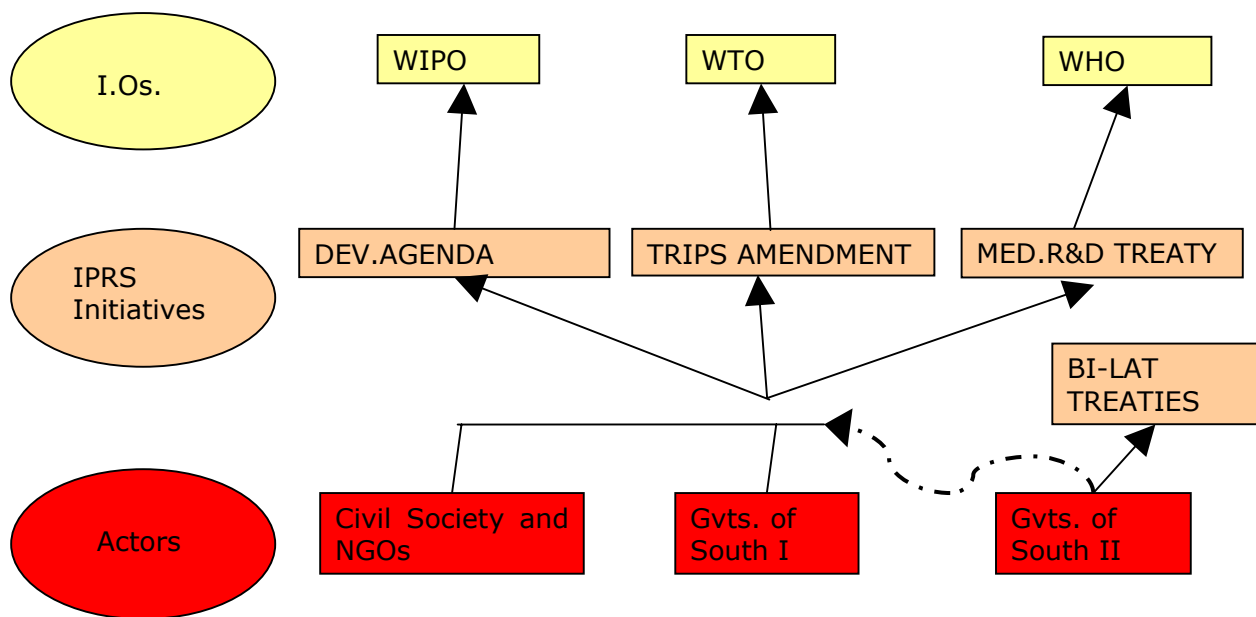 I.Os.
WIPO
WTO
WHO
IPRS
Initiatives
DEV.AGENDA
TRIPS AMENDMENT
MED.R&D TREATY
BI-LAT
TREATIES
Actors
Civil Society and
NGOs
Gvts. of
South I
Gvts. of
South II